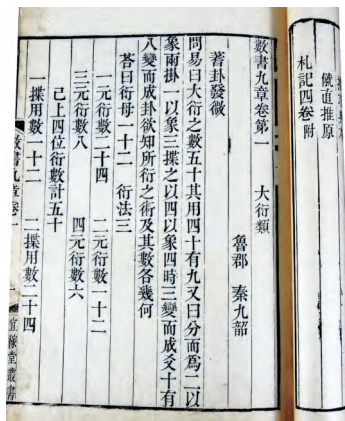 直推原
札記四卷附
數書九章卷第一 大衍類
魯郡 秦九韶
蓍卦發微
問易曰大衍之數五十其用四十有九又曰分而爲二以
象兩掛一以象三揲之以四以象四時三變而成爻十有
八變而成卦欲知所衍之術及其數各幾何
荅曰衍母一十二 衍法三
一元衍數二十四 二元衍數一十二
三元衍數八 四元衍數六
已上四位衍數計五十
一揲用數一十二 二揲用數二十四
數書九章卷一 宜稼堂叢書